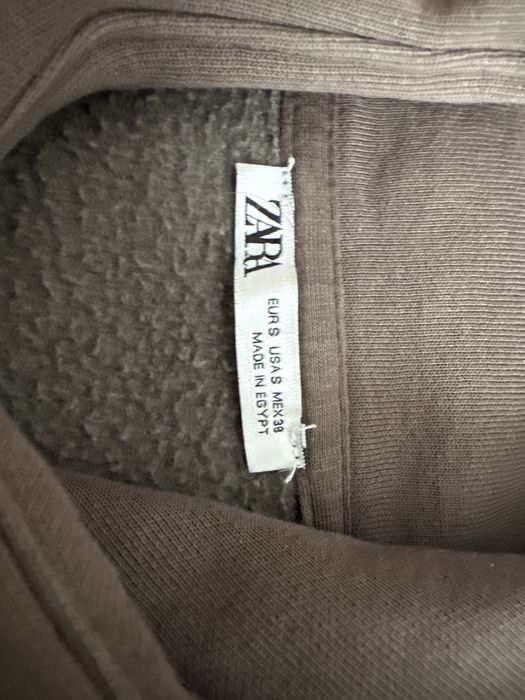 ZARA
EUR S USA S MEX 38
MADE IN EGYPT